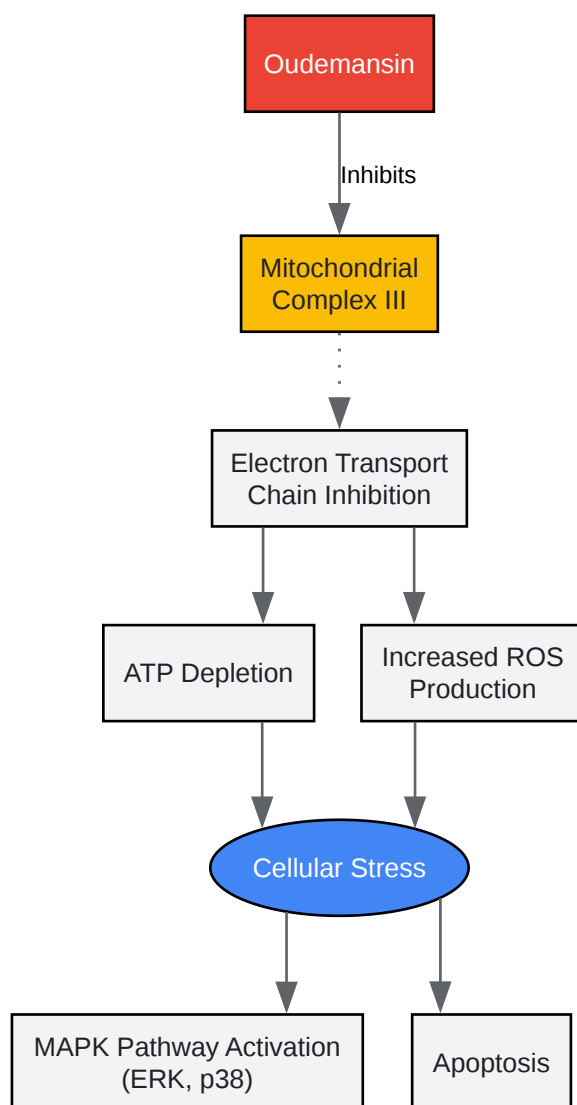 Oudemansin
Inhibits
Mitochondrial
Complex III
Electron Transport
Chain Inhibition
ATP Depletion
Increased ROS
Production
Cellular Stress
MAPK Pathway Activation
(ERK, p38)
Apoptosis